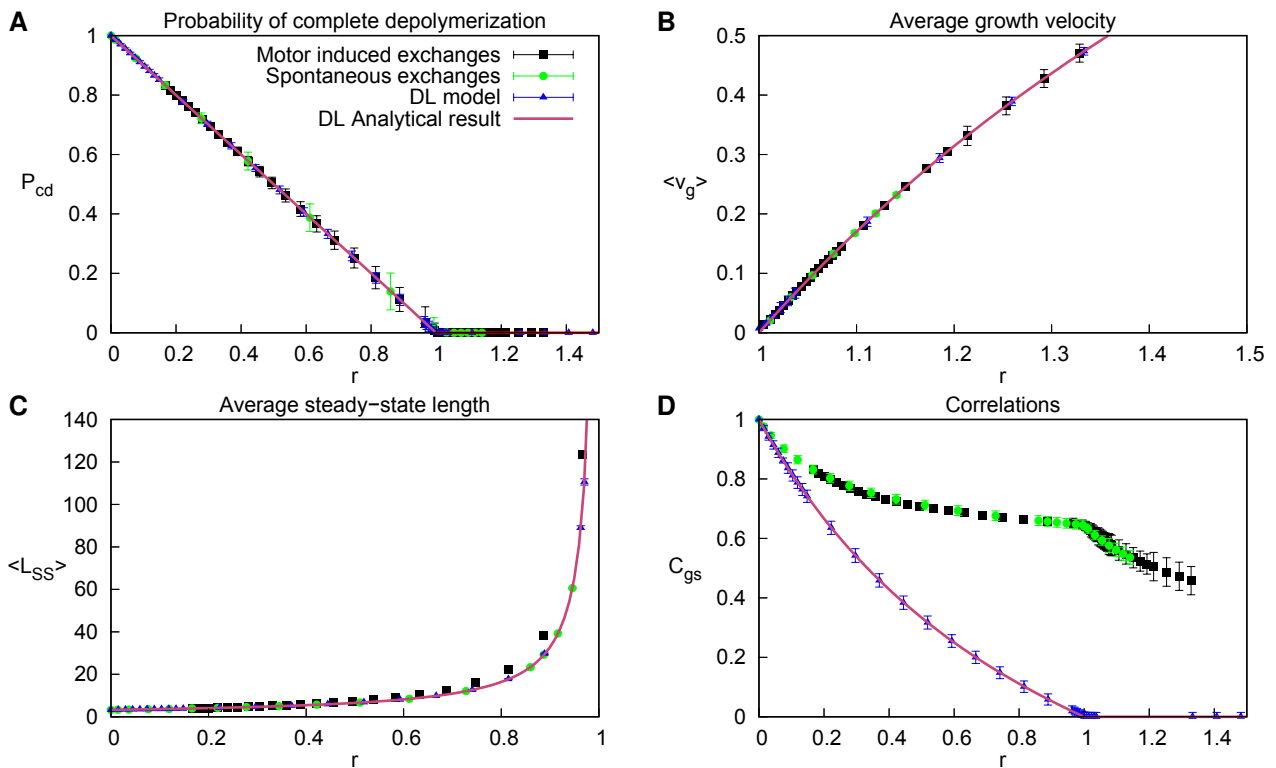 A
Probability of complete depolymerization
1
0.8
0.6
0.4
0.2
0
P_cd
Motor induced exchanges
Spontaneous exchanges
DL model
DL Analytical result
0 0.2 0.4 0.6 0.8 1 1.2 1.4
r
B
Average growth velocity
0.5
0.4
0.3
0.2
0.1
0
<v_g>
1 1.1 1.2 1.3 1.4 1.5
r
C
Average steady-state length
140
120
100
80
60
40
20
0
<L_SS>
0 0.2 0.4 0.6 0.8 1
r
D
Correlations
1
0.8
0.6
0.4
0.2
0
C_gs
0 0.2 0.4 0.6 0.8 1 1.2 1.4
r